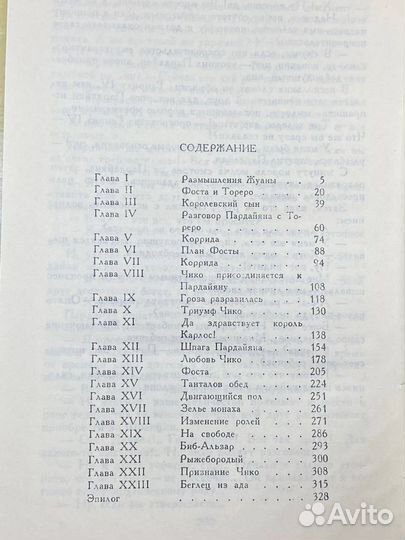 СОДЕРЖАНИЕ
Глава I Размышления Жуаны . . 5
Глава II Фоста и Тореро . . . 20
Глава III Королевский сын . . . 39
Глава IV Разговор Пардайяна с То-
реро . . . . . . 60
Глава V Коррида . . . . . 74
Глава VI План Фосты . . . . 88
Глава VII Коррида . . . . . 94
Глава VIII Чико присоединяется к
Пардайяну . . . . 108
Глава IX Гроза разразилась . . . 118
Глава X Триумф Чико . . . . 130
Глава XI Да здравствует король
Карлос! . . . . . 138
Глава XII Шпага Пардайяна . . . 154
Глава XIII Любовь Чико . . . . 178
Глава XIV Фоста . . . . . . 205
Глава XV Танталов обед . . . . 224
Глава XVI Двигающийся пол . . . 251
Глава XVII Зелье монаха . . . . 261
Глава XVIII Изменение ролей . . . 271
Глава XIX На свободе . . . . 286
Глава XX Биб-Альзар . . . . 293
Глава XXI Рыжебородый . . . . 300
Глава XXII Признание Чико . . . 308
Глава XXIII Беглец из ада . . . . 315
Эпилог . . . . . . . . 328
Avito